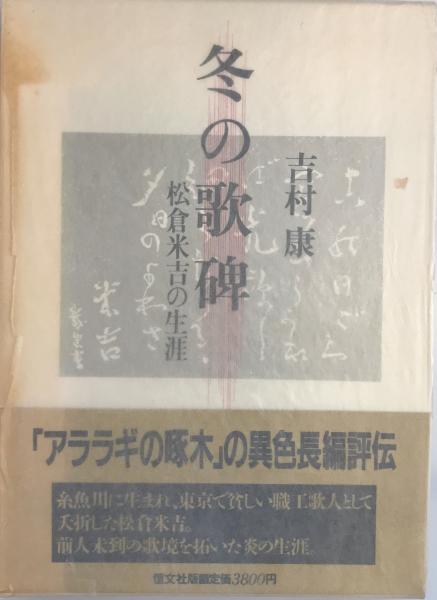 冬の歌碑
松倉米吉の生涯
吉村康
米吉
「アララギの啄木」の異色長編評伝
糸魚川に生まれ、東京で貧しい職工歌人として
夭折した松倉米吉。
前人未到の歌境を拓いた炎の生涯。
恒文社版 定価3800円